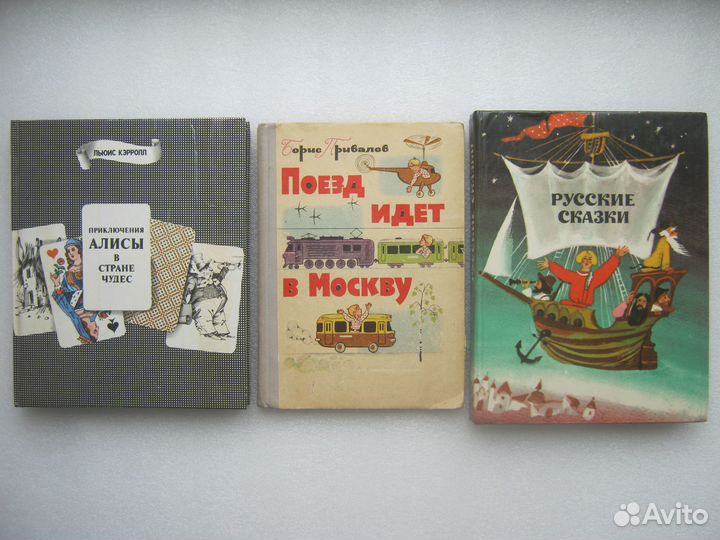 ЛЬЮИС КЭРРОЛЛ
ПРИКЛЮЧЕНИЯ
АЛИСЫ
В
СТРАНЕ
ЧУДЕС
Борис Привалов
Поезд
идет
в Москву
РУССКИЕ
СКАЗКИ
Avito